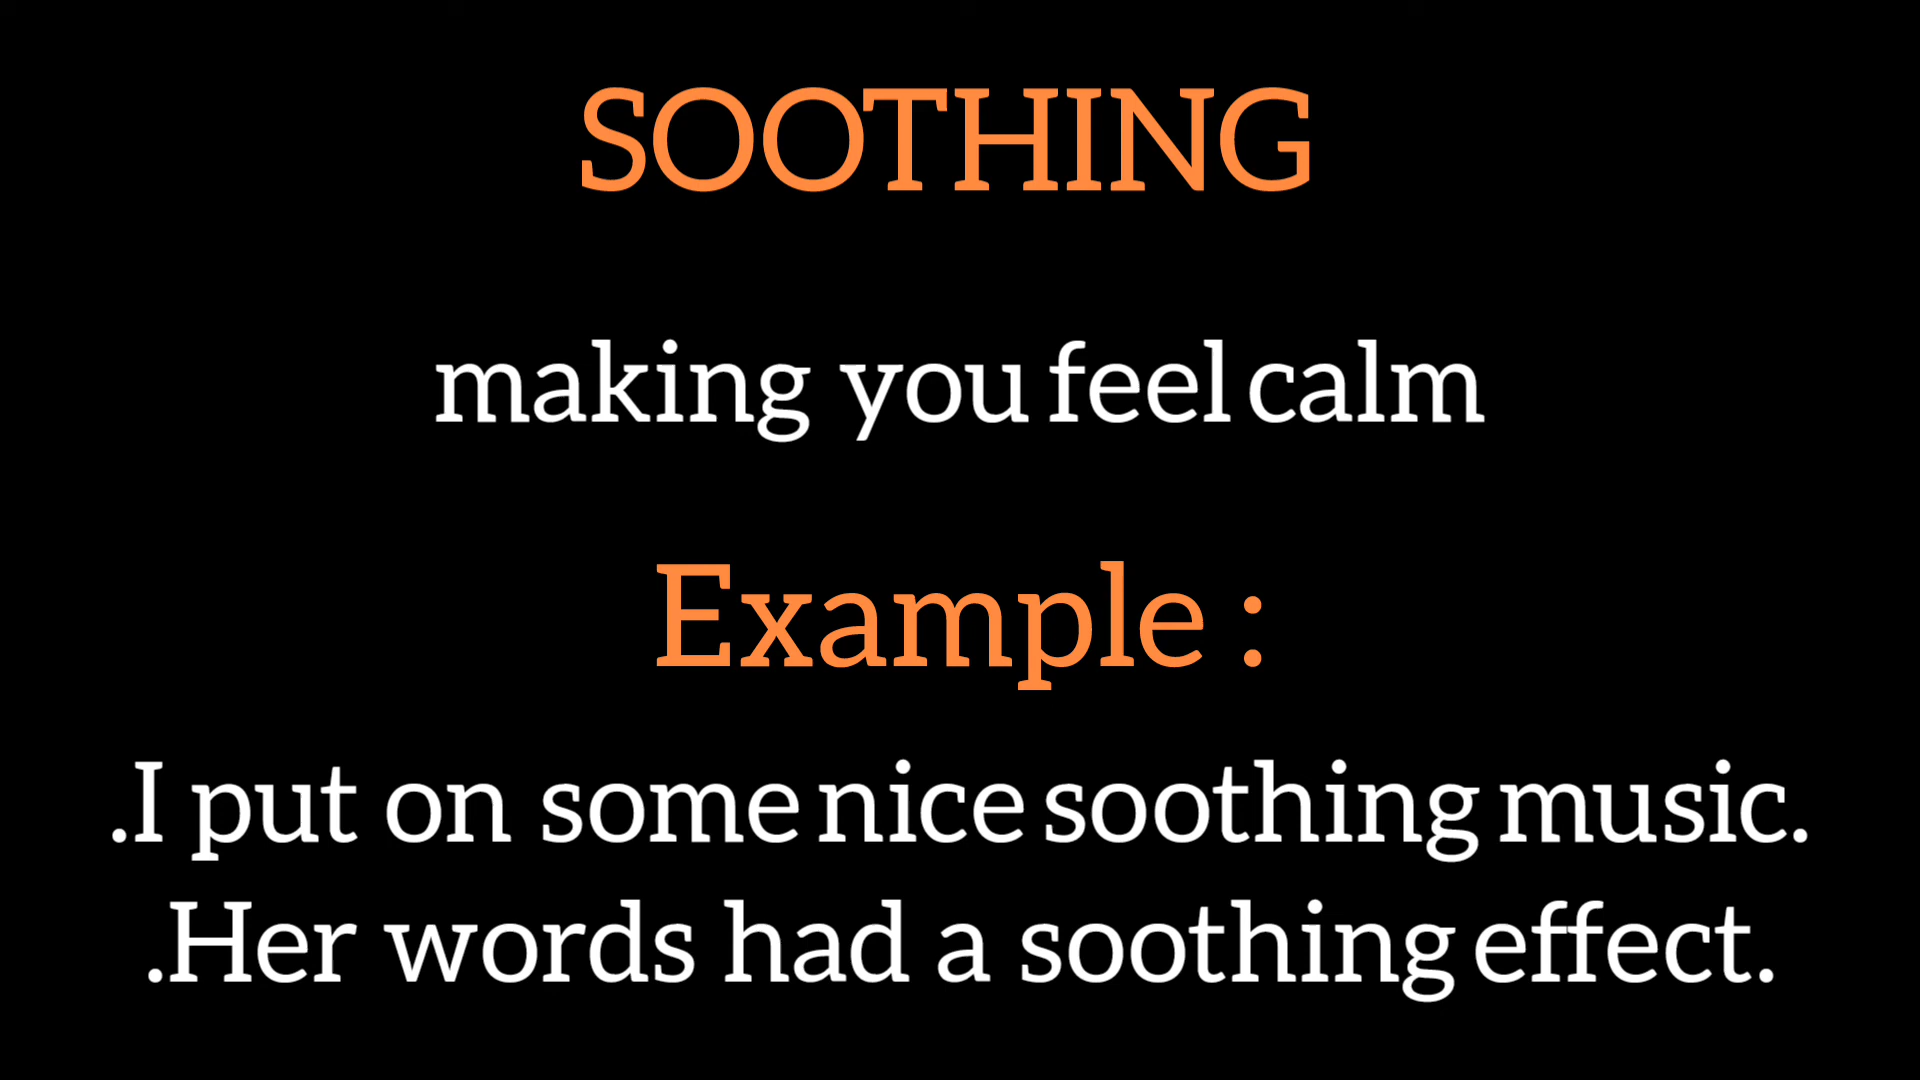 SOOTHING
making you feel calm
Example :
.I put on some nice soothing music.
.Her words had a soothing effect.